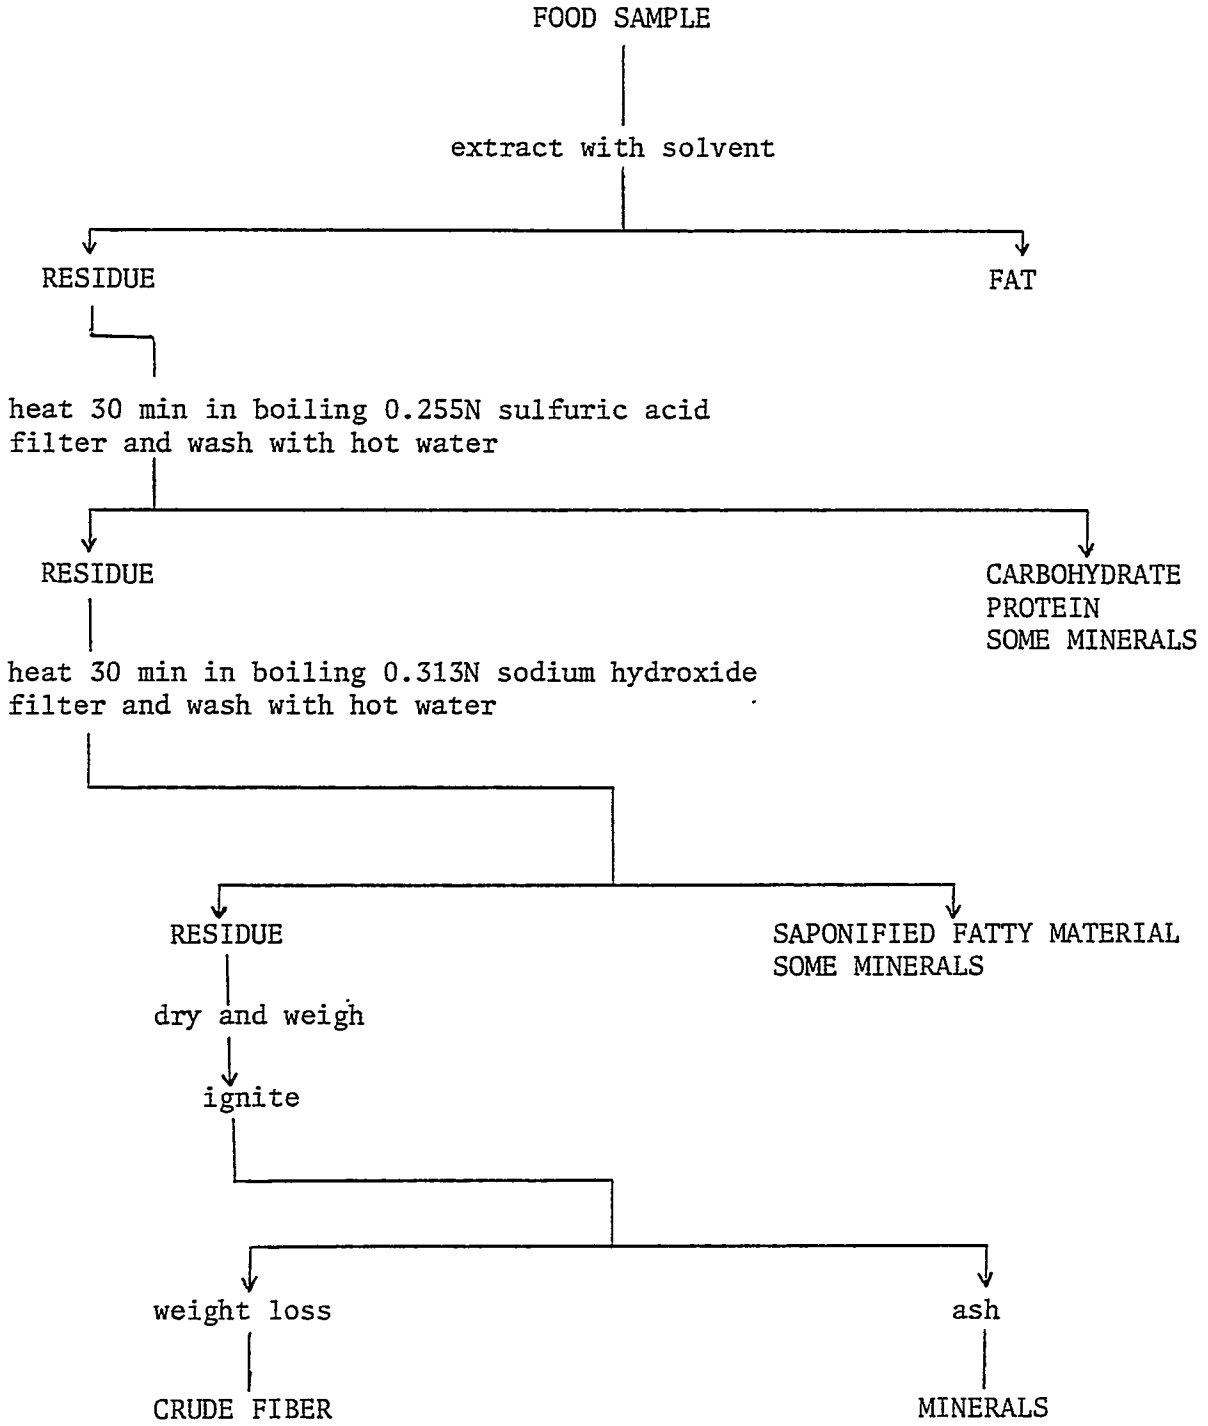 FOOD SAMPLE
extract with solvent
RESIDUE
FAT
heat 30 min in boiling 0.255N sulfuric acid
filter and wash with hot water
RESIDUE
CARBOHYDRATE
PROTEIN
SOME MINERALS
heat 30 min in boiling 0.313N sodium hydroxide
filter and wash with hot water
RESIDUE
SAPONIFIED FATTY MATERIAL
SOME MINERALS
dry and weigh
ignite
weight loss
ash
CRUDE FIBER
MINERALS